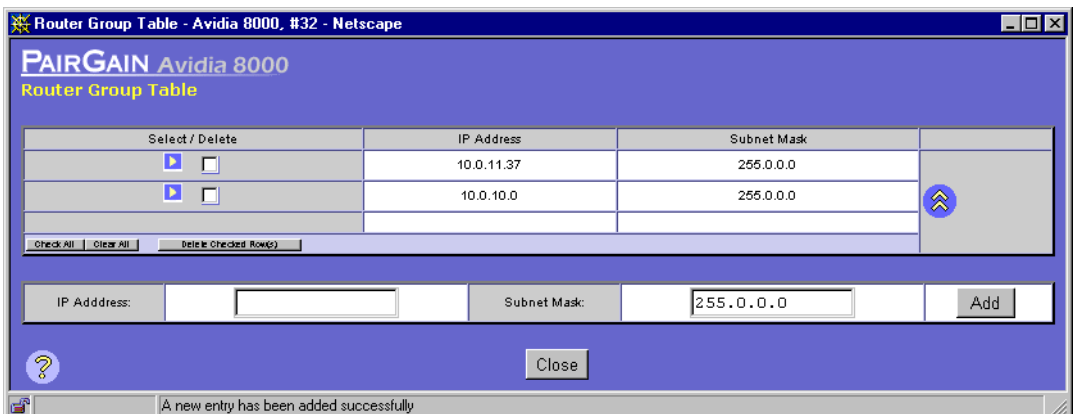 Router Group Table - Avidia 8000, #32 - Netscape
PAIRGAIN Avidia 8000
Router Group Table
Select / Delete IP Address Subnet Mask
10.0.11.37 255.0.0.0
10.0.10.0 255.0.0.0
Check All Clear All Delete Checked Row(s)
IP Adddress: Subnet Mask: 255.0.0.0 Add
?
Close
A new entry has been added successfully